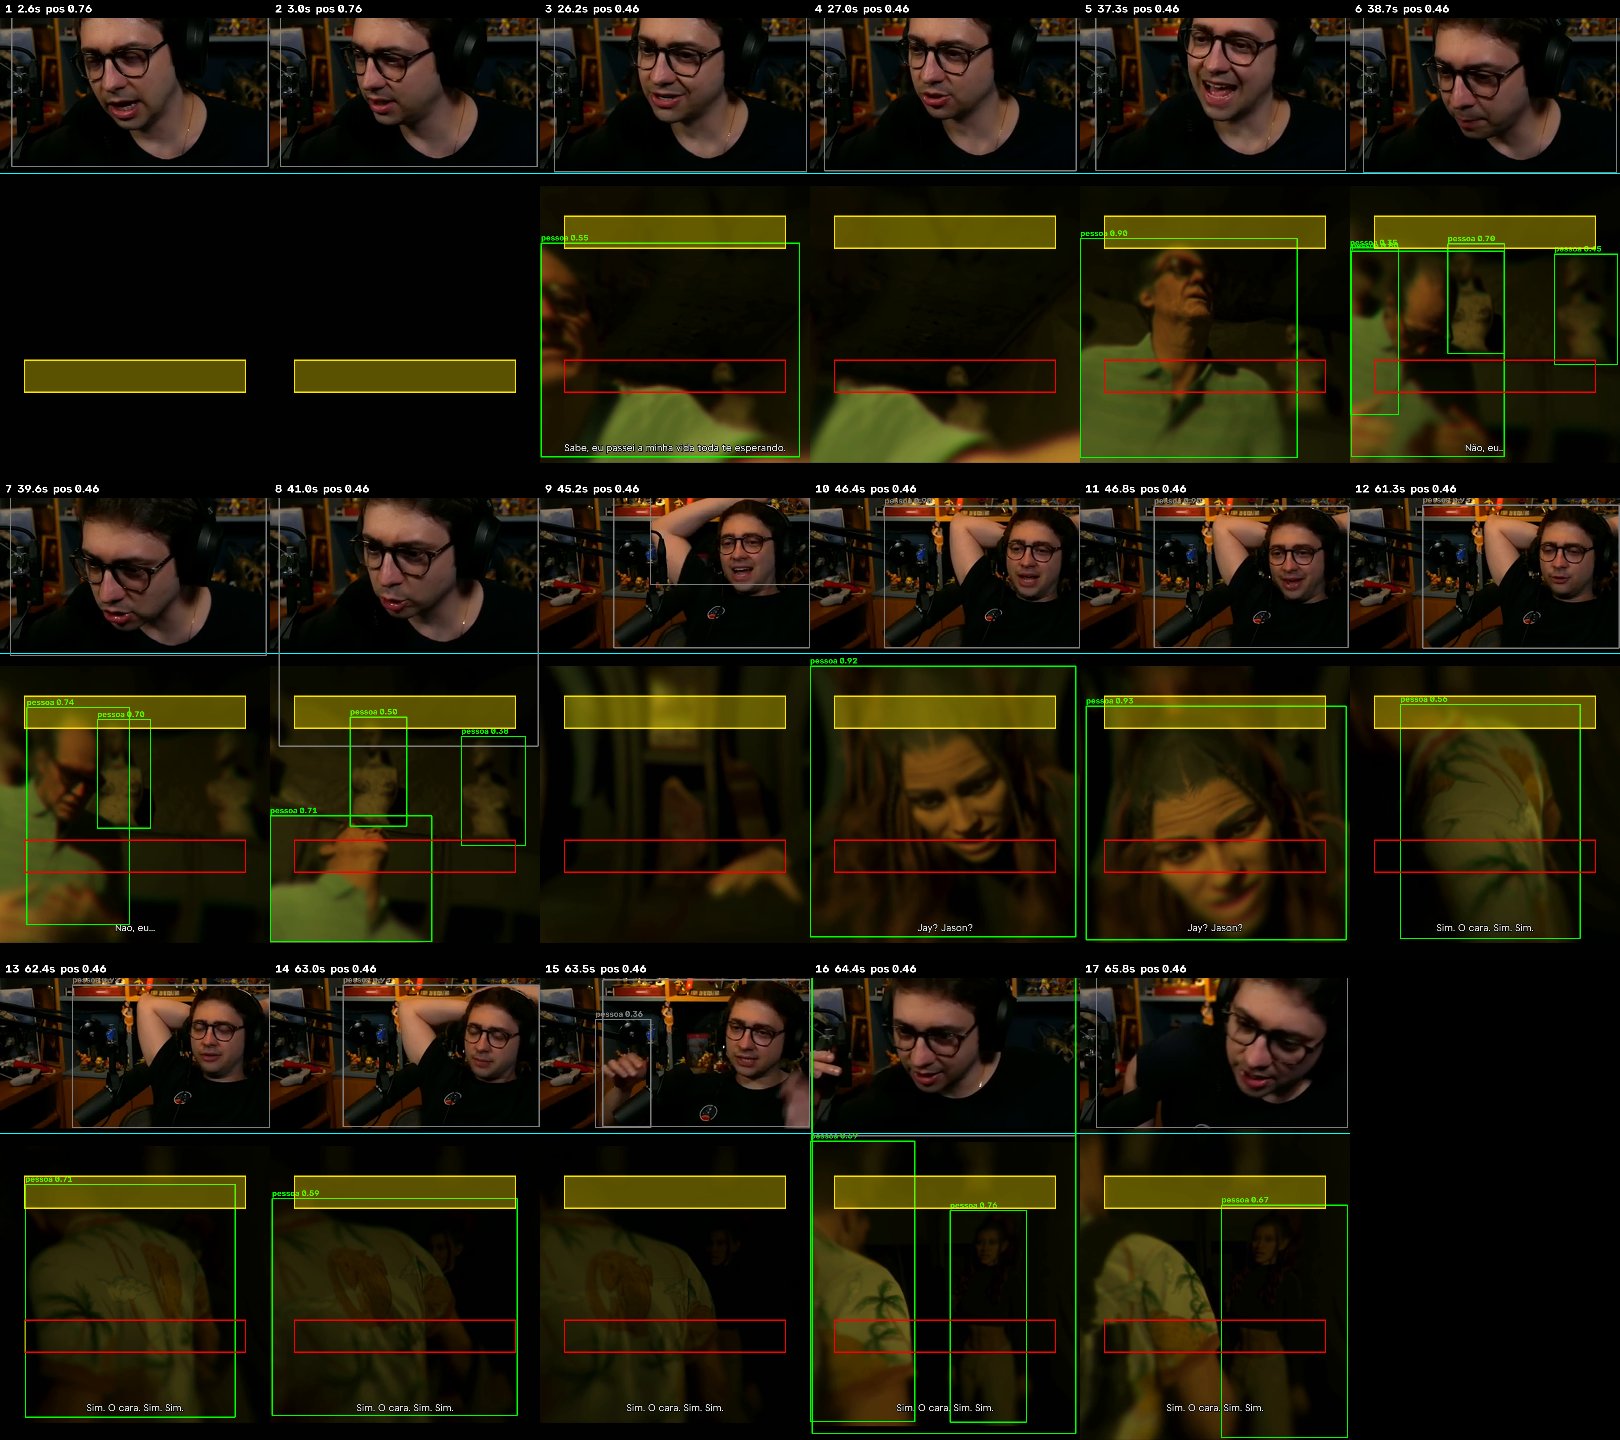 1 2.6s pos 0.76
2 3.0s pos 0.76
3 26.2s pos 0.46
4 27.0s pos 0.46
5 37.3s pos 0.46
6 38.7s pos 0.46
pessoa 0.55
pessoa 0.90
pessoa 0.70
Sabe, eu passei a minha vida toda te esperando.
Não, eu...
7 39.6s pos 0.46
8 41.0s pos 0.46
9 45.2s pos 0.46
10 46.4s pos 0.46
11 46.8s pos 0.46
12 61.3s pos 0.46
pessoa 0.74
pessoa 0.70
pessoa 0.50
pessoa 0.38
pessoa 0.71
pessoa 0.92
pessoa 0.93
pessoa 0.56
Não, eu...
Jay? Jason?
Jay? Jason?
Sim. O cara. Sim. Sim.
13 62.4s pos 0.46
14 63.0s pos 0.46
15 63.5s pos 0.46
16 64.4s pos 0.46
17 65.8s pos 0.46
pessoa 0.36
pessoa 0.71
pessoa 0.59
pessoa 0.76
pessoa 0.67
Sim. O cara. Sim. Sim.
Sim. O cara. Sim. Sim.
Sim. O cara. Sim. Sim.
Sim. O cara. Sim. Sim.
Sim. O cara. Sim. Sim.